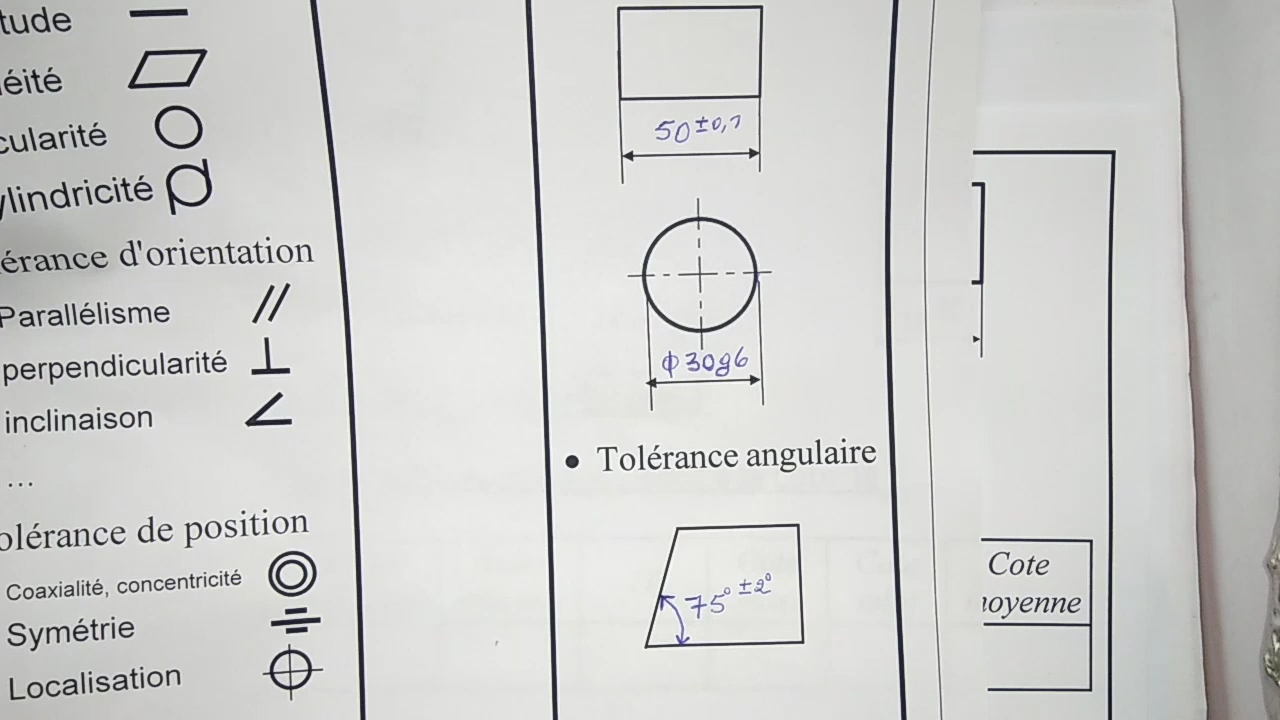 tude
éité
cularité
ylindricité
érance d'orientation
Parallélisme
perpendicularité
inclinaison
...
olérance de position
Coaxialité, concentricité
Symétrie
Localisation
50 ±0,1
ϕ30g6
• Tolérance angulaire
75° ±2°
Cote
oyenne